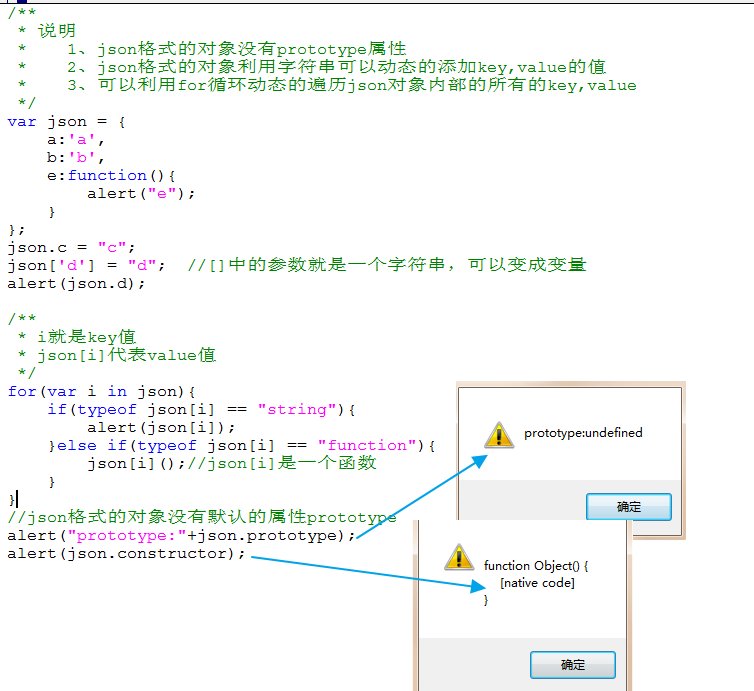 /**
 * 说明
 *    1、json格式的对象没有prototype属性
 *    2、json格式的对象利用字符串可以动态的添加key,value的值
 *    3、可以利用for循环动态的遍历json对象内部的所有的key,value
 */
var json = {
    a:'a',
    b:'b',
    e:function(){
        alert("e");
    }
};
json.c = "c";
json['d'] = "d";  //[]中的参数就是一个字符串，可以变成变量
alert(json.d);
/**
 * i就是key值
 * json[i]代表value值
 */
for(var i in json){
    if(typeof json[i] == "string"){
        alert(json[i]);
    }else if(typeof json[i] == "function"){
        json[i]();//json[i]是一个函数
    }
}
//json格式的对象没有默认的属性prototype
alert("prototype:"+json.prototype);
alert(json.constructor);
prototype:undefined
确定
function Object() {
    [native code]
}
确定